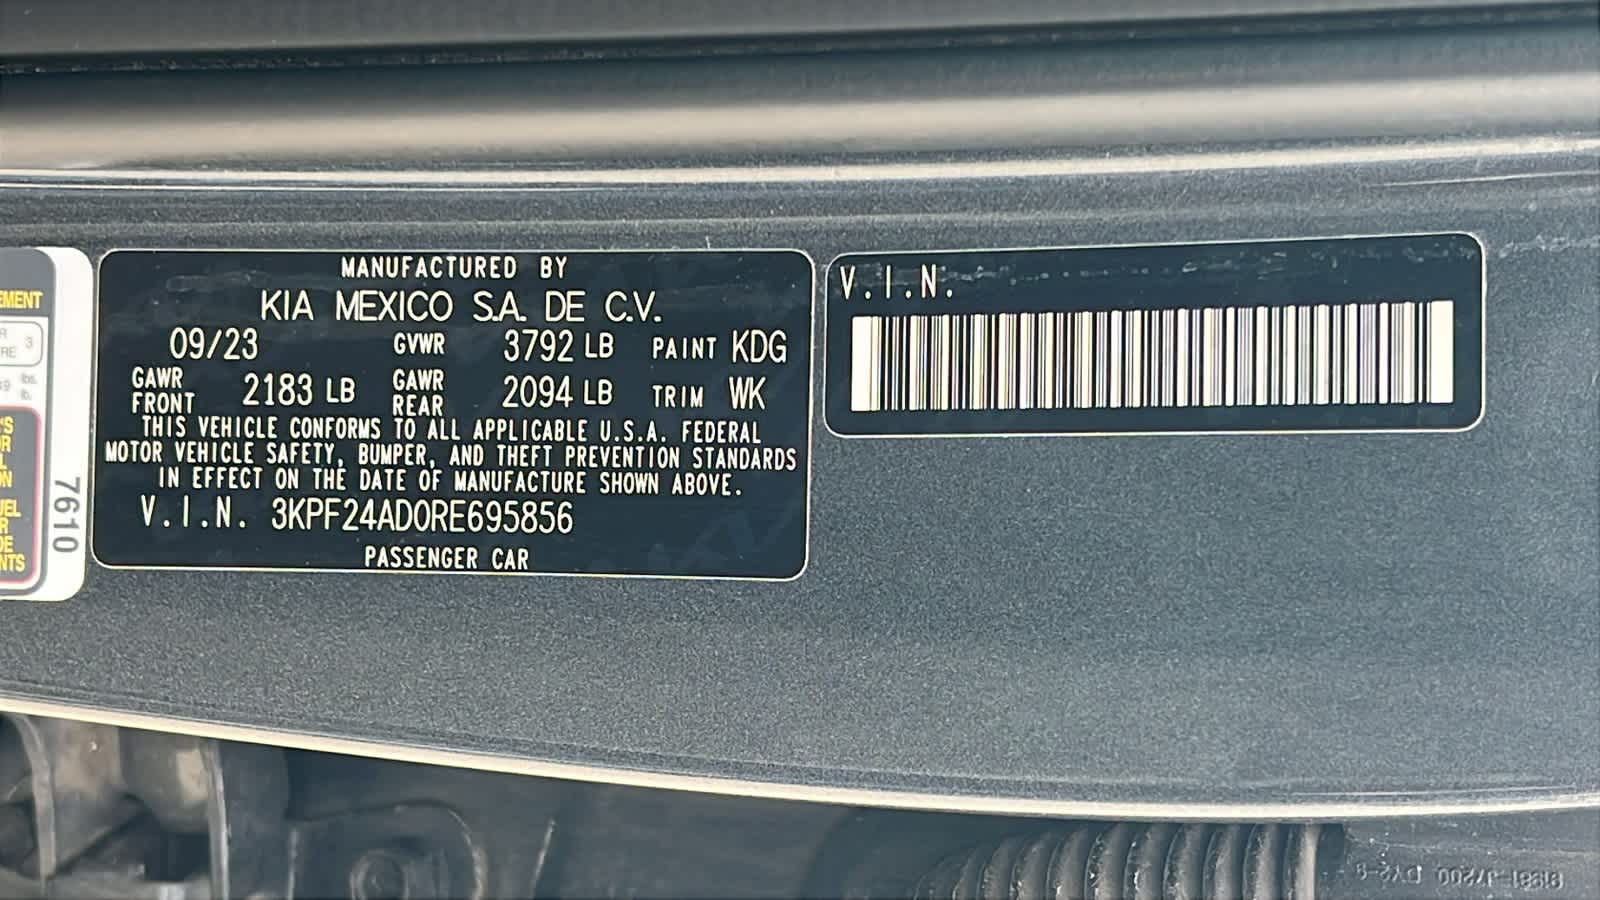 MANUFACTURED BY
KIA MEXICO S.A. DE C.V.
09/23 GVWR 3792 LB PAINT KDG
GAWR FRONT 2183 LB GAWR REAR 2094 LB TRIM WK
THIS VEHICLE CONFORMS TO ALL APPLICABLE U.S.A. FEDERAL
MOTOR VEHICLE SAFETY, BUMPER, AND THEFT PREVENTION STANDARDS
IN EFFECT ON THE DATE OF MANUFACTURE SHOWN ABOVE.
V.I.N. 3KPF24AD0RE695856
PASSENGER CAR
V.I.N.
7610